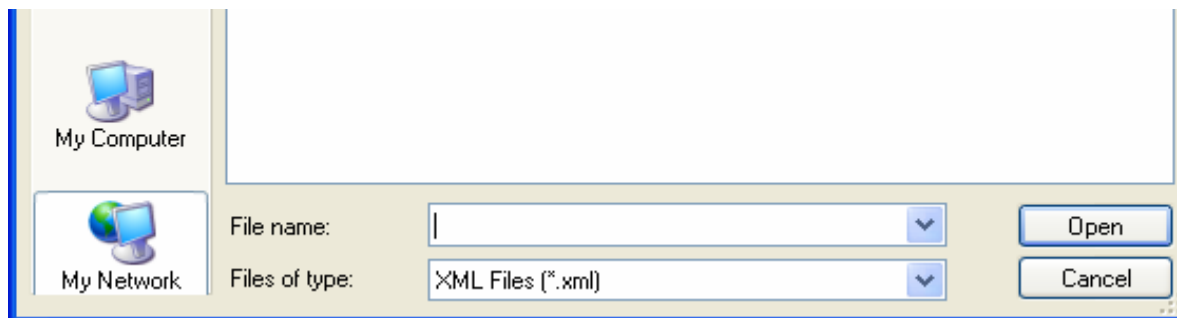 My Computer
My Network
File name:
Open
Files of type:
XML Files (*.xml)
Cancel